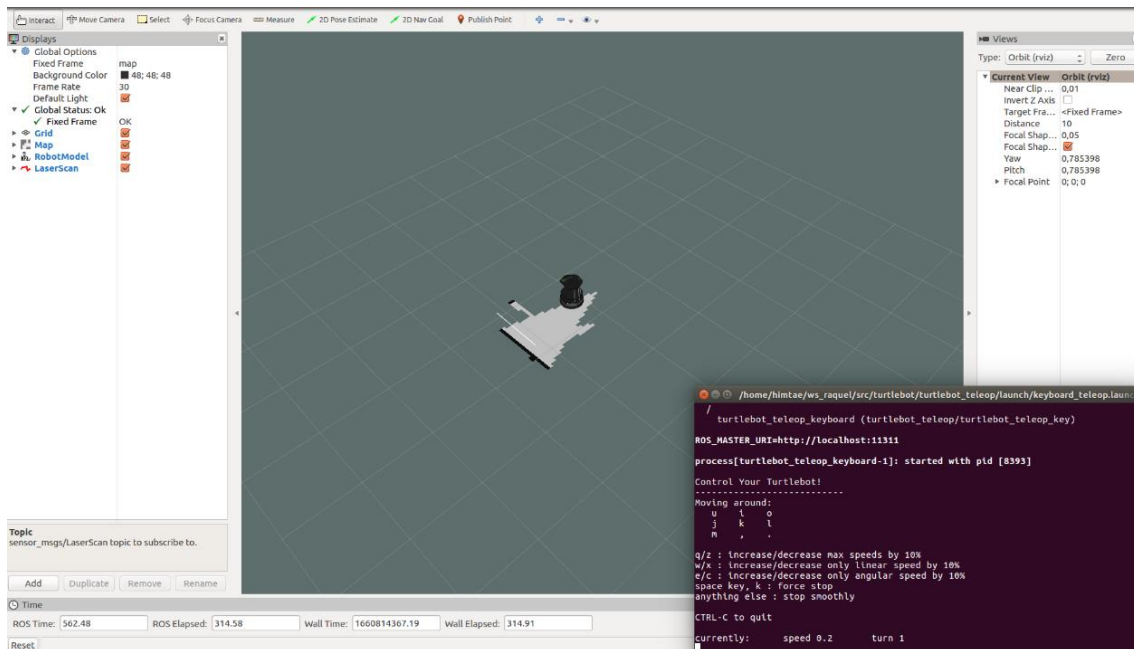 Interact Move Camera Select Focus Camera Measure 2D Pose Estimate 2D Nav Goal Publish Point
Displays
Global Options
Fixed Frame map
Background Color 48; 48; 48
Frame Rate 30
Default Light
Global Status: Ok
Fixed Frame OK
Grid
Map
RobotModel
LaserScan
Topic
sensor_msgs/LaserScan topic to subscribe to.
Add Duplicate Remove Rename
Time
ROS Time: 562.48 ROS Elapsed: 314.58 Wall Time: 1660814367.19 Wall Elapsed: 314.91
Reset
Views
Type: Orbit (rviz) Zero
Current View Orbit (rviz)
Near Clip ... 0,01
Invert Z Axis
Target Fra... <Fixed Frame>
Distance 10
Focal Shap... 0,05
Focal Shap...
Yaw 0,785398
Pitch 0,785398
Focal Point 0; 0; 0
/home/himtae/ws_raquel/src/turtlebot/turtlebot_teleop/launch/keyboard_teleop.launc
/
turtlebot_teleop_keyboard (turtlebot_teleop/turtlebot_teleop_key)
ROS_MASTER_URI=http://localhost:11311
process[turtlebot_teleop_keyboard-1]: started with pid [8393]
Control Your Turtlebot!
---------------------------
Moving around:
u i o
j k l
m , .
q/z : increase/decrease max speeds by 10%
w/x : increase/decrease only linear speed by 10%
e/c : increase/decrease only angular speed by 10%
space key, k : force stop
anything else : stop smoothly
CTRL-C to quit
currently: speed 0.2 turn 1